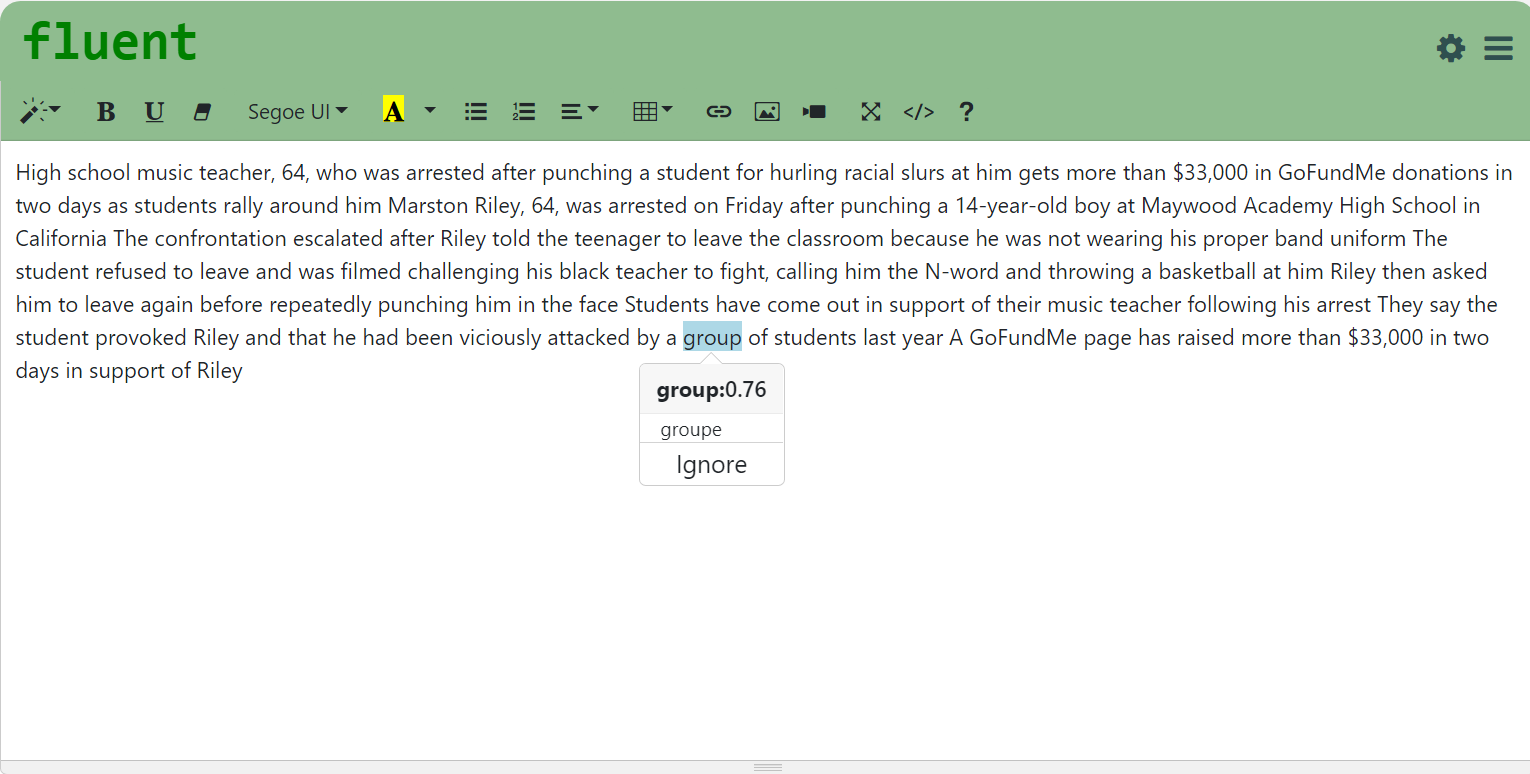 fluent
B U Segoe UI A </> ?
High school music teacher, 64, who was arrested after punching a student for hurling racial slurs at him gets more than $33,000 in GoFundMe donations in
two days as students rally around him Marston Riley, 64, was arrested on Friday after punching a 14-year-old boy at Maywood Academy High School in
California The confrontation escalated after Riley told the teenager to leave the classroom because he was not wearing his proper band uniform The
student refused to leave and was filmed challenging his black teacher to fight, calling him the N-word and throwing a basketball at him Riley then asked
him to leave again before repeatedly punching him in the face Students have come out in support of their music teacher following his arrest They say the
student provoked Riley and that he had been viciously attacked by a group of students last year A GoFundMe page has raised more than $33,000 in two
days in support of Riley
group:0.76
groupe
Ignore